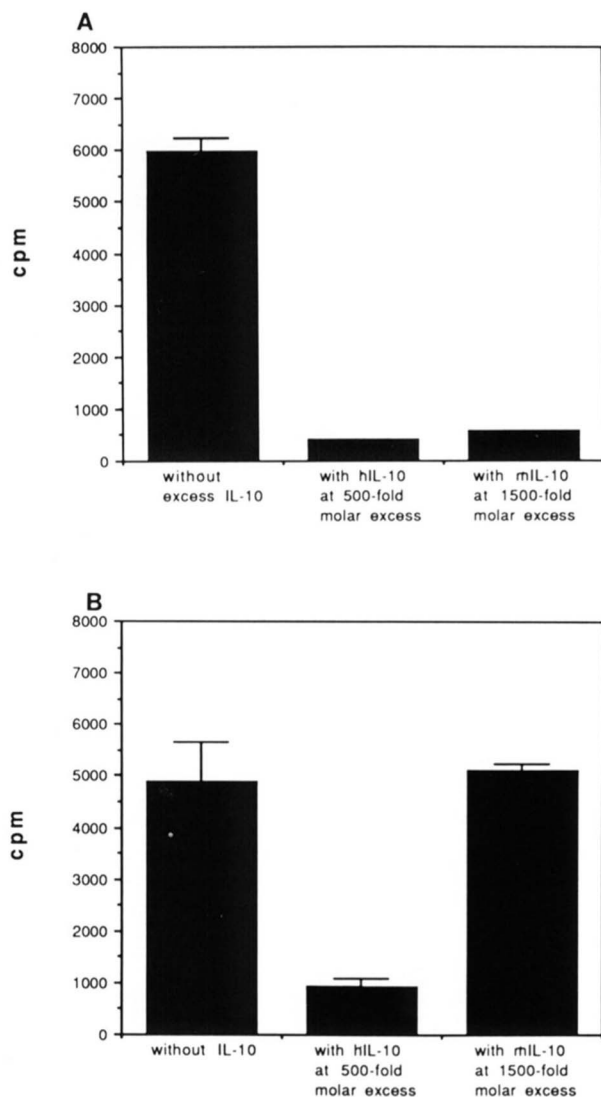 A
8000
7000
6000
5000
4000
3000
2000
1000
0
cpm
without
excess IL-10
with hIL-10
at 500-fold
molar excess
with mIL-10
at 1500-fold
molar excess
B
8000
7000
6000
5000
4000
3000
2000
1000
0
cpm
without IL-10
with hIL-10
at 500-fold
molar excess
with mIL-10
at 1500-fold
molar excess